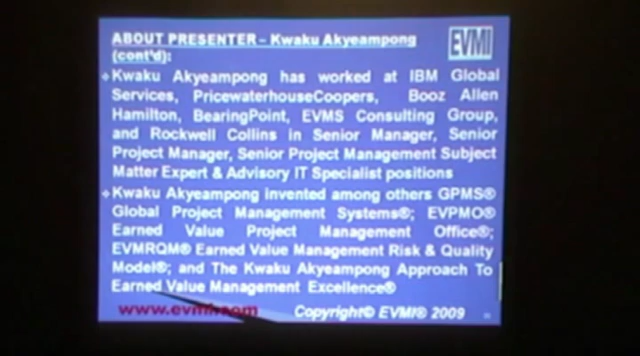 ABOUT PRESENTER – Kwaku Akyeampong
EVMI
(cont'd):
Kwaku Akyeampong has worked at IBM Global
Services, PricewaterhouseCoopers, Booz Allen
Hamilton, BearingPoint, EVMS Consulting Group,
and Rockwell Collins in Senior Manager, Senior
Project Manager, Senior Project Management Subject
Matter Expert & Advisory IT Specialist positions
Kwaku Akyeampong invented among others GPMS®
Global Project Management Systems®; EVPMO®
Earned Value Project Management Office®;
EVMRQM® Earned Value Management Risk & Quality
Model®; and The Kwaku Akyeampong Approach To
Earned Value Management Excellence®
Copyright© EVMI® 2009